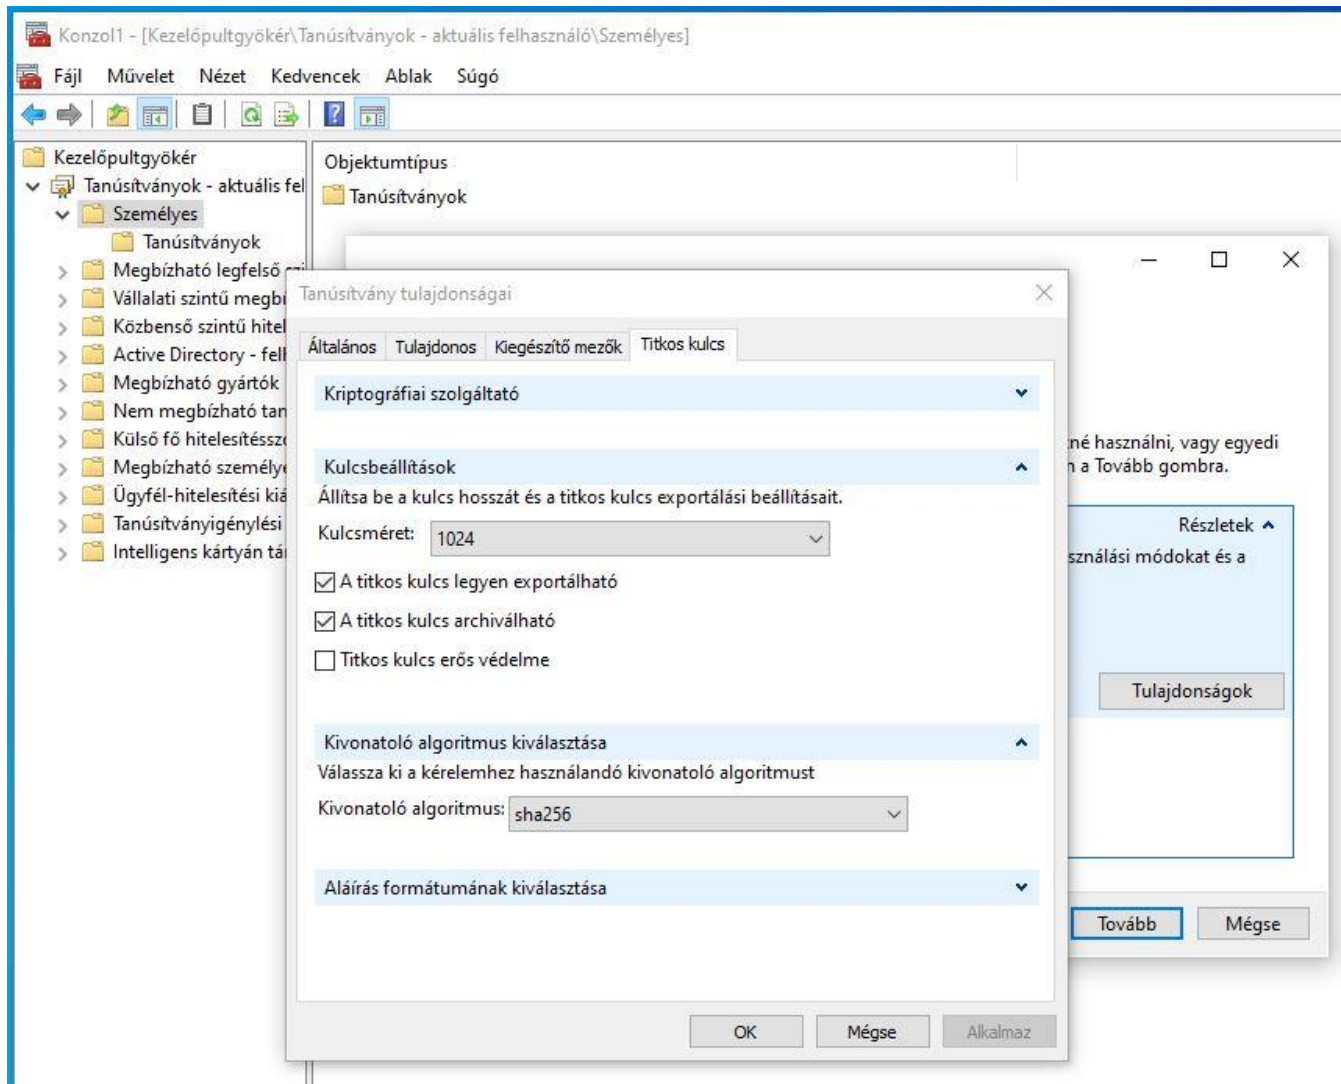 Konzol1 - [Kezelőpultgyökér\Tanúsítványok - aktuális felhasználó\Személyes]
Fájl Művelet Nézet Kedvencek Ablak Súgó
Kezelőpultgyökér
Tanúsítványok - aktuális fel
Személyes
Tanúsítványok
Megbízható legfelső
Vállalati szintű megbí
Közbenső szintű hitel
Active Directory - felh
Megbízható gyártók
Nem megbízható tan
Külső fő hitelesítéssz
Megbízható személye
Ügyfél-hitelesítési kiá
Tanúsítványigénylési
Intelligens kártyán tá
Objektumtípus
Tanúsítványok
Tanúsítvány tulajdonságai
Általános Tulajdonos Kiegészítő mezők Titkos kulcs
Kriptográfiai szolgáltató
Kulcsbeállítások
Állítsa be a kulcs hosszát és a titkos kulcs exportálási beállításait.
Kulcsméret: 1024
A titkos kulcs legyen exportálható
A titkos kulcs archiválható
Titkos kulcs erős védelme
Kivonatoló algoritmus kiválasztása
Válassza ki a kérelemhez használandó kivonatoló algoritmust
Kivonatoló algoritmus: sha256
Aláírás formátumának kiválasztása
OK Mégse Alkalmaz
né használni, vagy egyedi
a Tovább gombra.
Részletek
sználási módokat és a
Tulajdonságok
Tovább Mégse